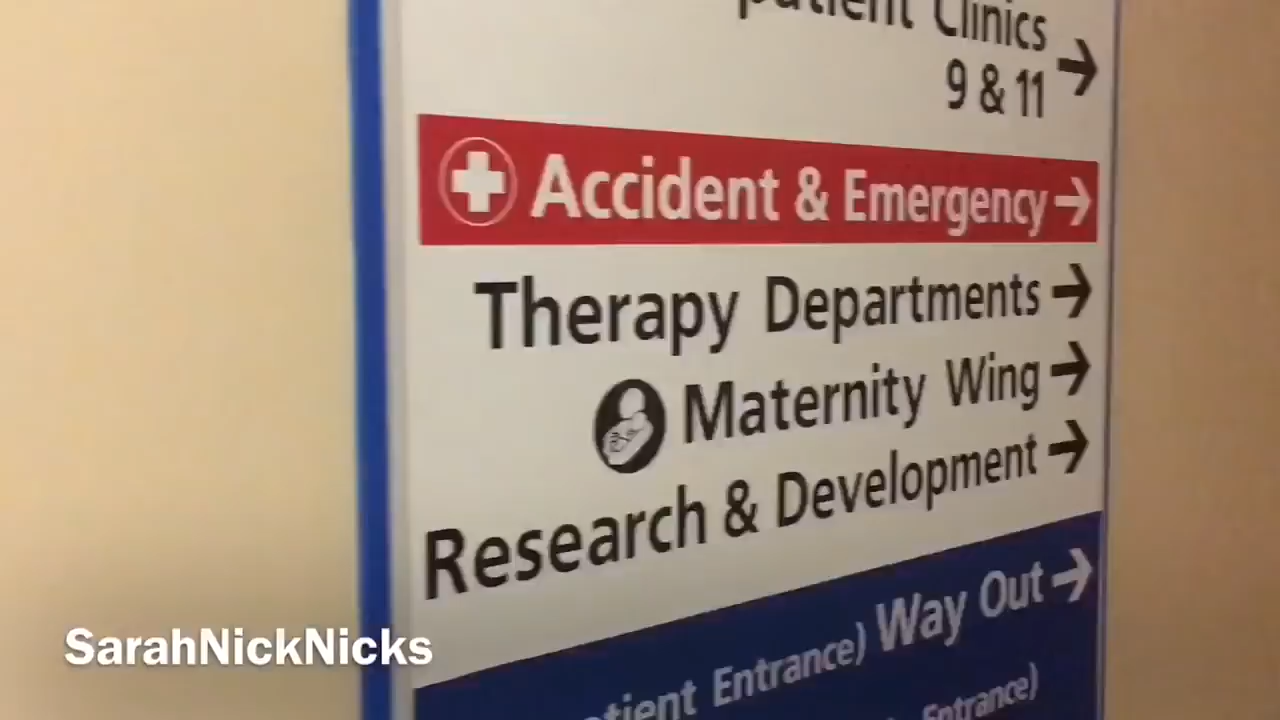 Clinics
9 & 11
Accident & Emergency
Therapy Departments
Maternity Wing
Research & Development
Entrance) Way Out
Entrance)
SarahNickNicks